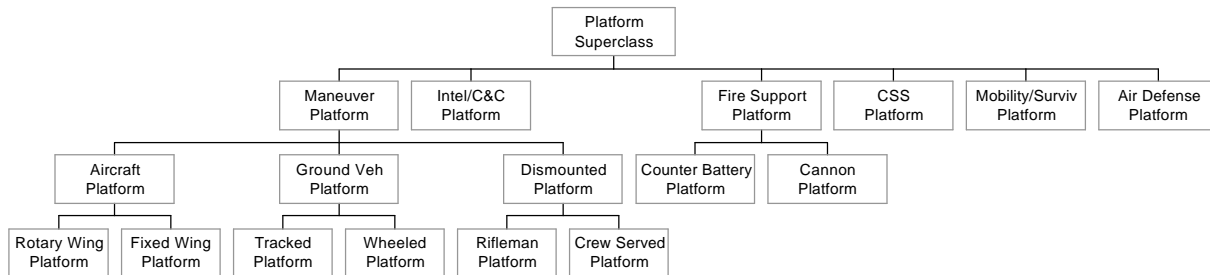 Platform
Superclass
Maneuver
Platform
Intel/C&C
Platform
Fire Support
Platform
CSS
Platform
Mobility/Surviv
Platform
Air Defense
Platform
Aircraft
Platform
Ground Veh
Platform
Dismounted
Platform
Counter Battery
Platform
Cannon
Platform
Rotary Wing
Platform
Fixed Wing
Platform
Tracked
Platform
Wheeled
Platform
Rifleman
Platform
Crew Served
Platform